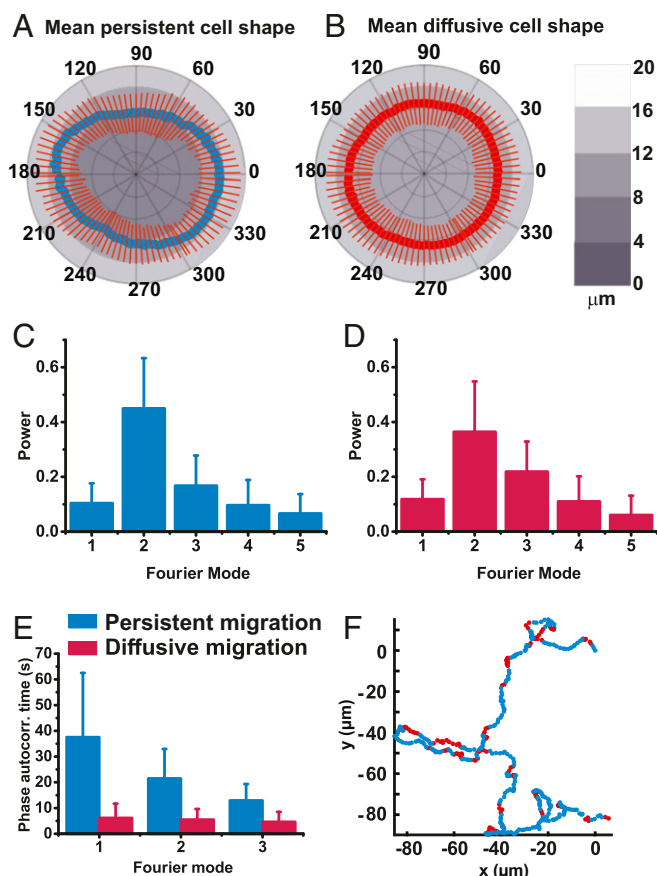 A Mean persistent cell shape
90
120 60
150 30
180 0
210 330
240 300
270
B Mean diffusive cell shape
90
120 60
150 30
180 0
210 330
240 300
270
20
16
12
8
4
0
μm
C
Power
0.6
0.4
0.2
0.0
1 2 3 4 5
Fourier Mode
D
Power
0.6
0.4
0.2
0.0
1 2 3 4 5
Fourier Mode
E
Persistent migration
Diffusive migration
Phase autocorr. time (s)
70
60
50
40
30
20
10
0
1 2 3
Fourier mode
F
y (μm)
0
-20
-40
-60
-80
-80 -60 -40 -20 0
x (μm)